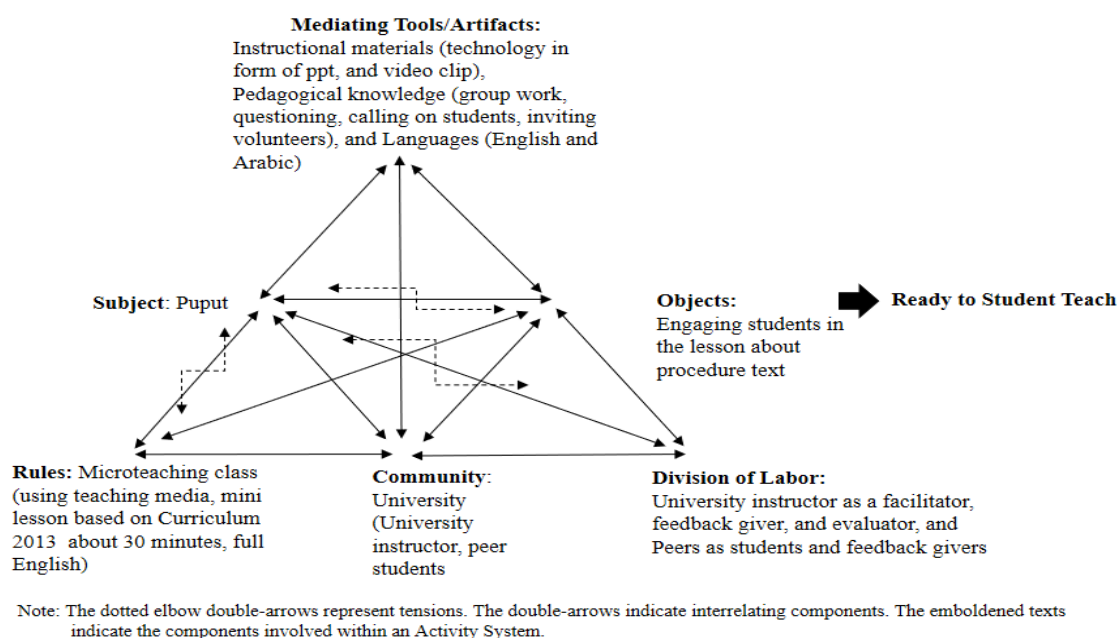 Mediating Tools/Artifacts:
Instructional materials (technology in
form of ppt, and video clip),
Pedagogical knowledge (group work,
questioning, calling on students, inviting
volunteers), and Languages (English and
Arabic)
Subject: Puput
Objects:
Engaging students in
the lesson about
procedure text
Ready to Student Teach
Rules: Microteaching class
(using teaching media, mini
lesson based on Curriculum
2013 about 30 minutes, full
English)
Community:
University
(University
instructor, peer
students
Division of Labor:
University instructor as a facilitator,
feedback giver, and evaluator, and
Peers as students and feedback givers
Note: The dotted elbow double-arrows represent tensions. The double-arrows indicate interrelating components. The emboldened texts
indicate the components involved within an Activity System.